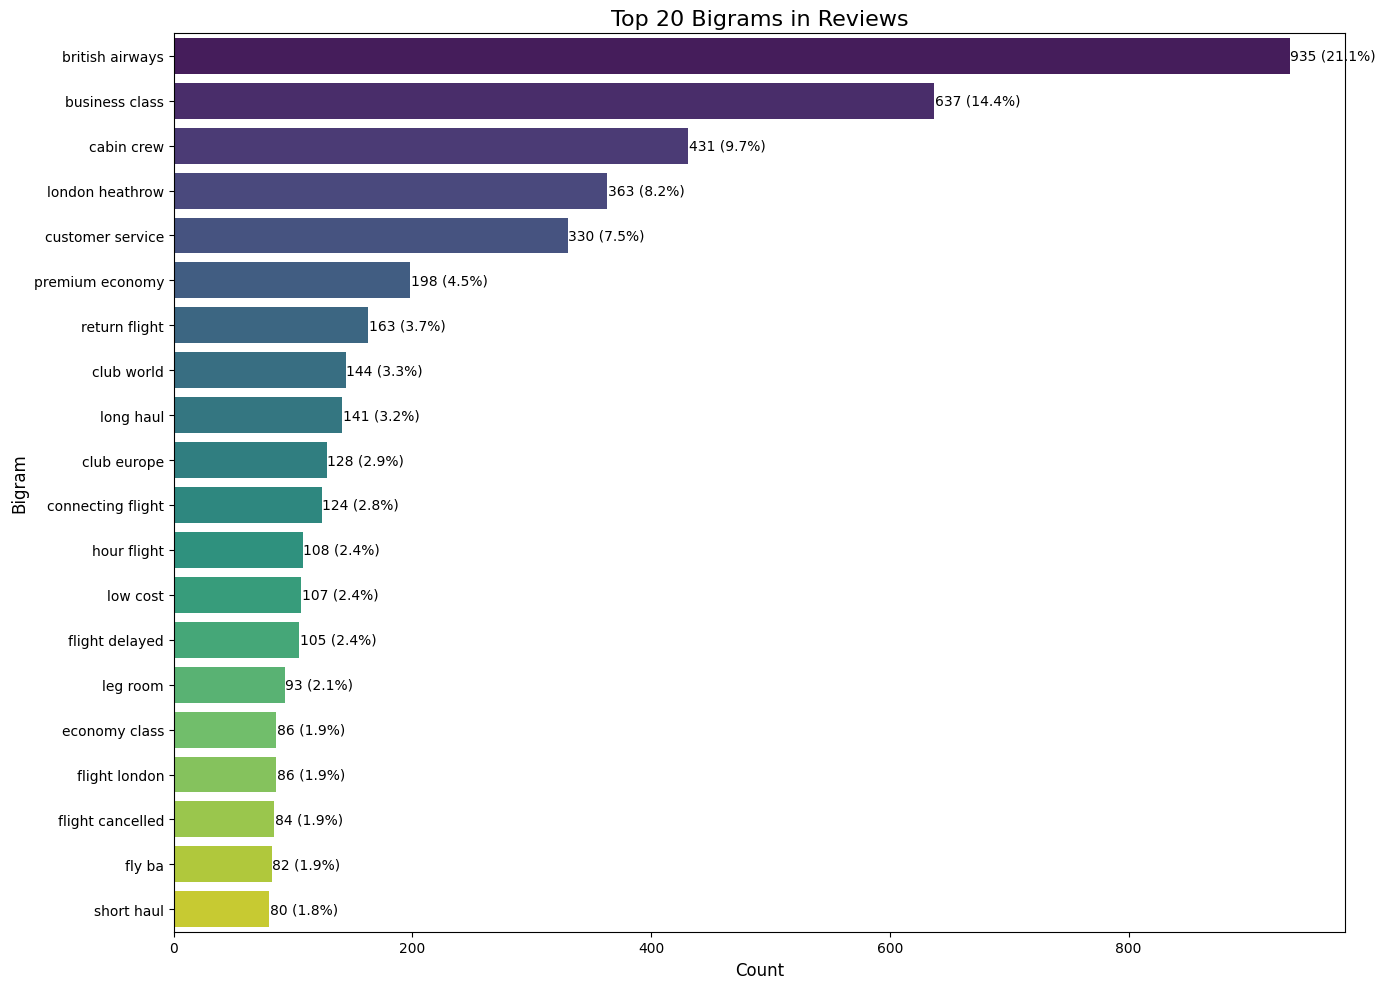 Top 20 Bigrams in Reviews
british airways 935 (21.1%)
business class 637 (14.4%)
cabin crew 431 (9.7%)
london heathrow 363 (8.2%)
customer service 330 (7.5%)
premium economy 198 (4.5%)
return flight 163 (3.7%)
club world 144 (3.3%)
long haul 141 (3.2%)
club europe 128 (2.9%)
Bigram
connecting flight 124 (2.8%)
hour flight 108 (2.4%)
low cost 107 (2.4%)
flight delayed 105 (2.4%)
leg room 93 (2.1%)
economy class 86 (1.9%)
flight london 86 (1.9%)
flight cancelled 84 (1.9%)
fly ba 82 (1.9%)
short haul 80 (1.8%)
0 200 400 600 800
Count